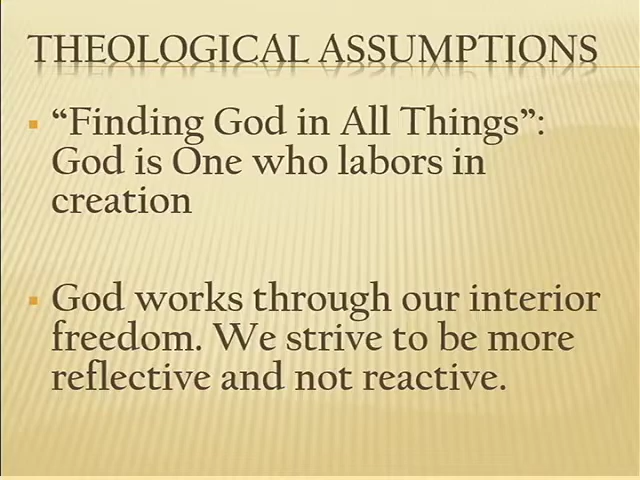 THEOLOGICAL ASSUMPTIONS
“Finding God in All Things”:
God is One who labors in
creation
God works through our interior
freedom. We strive to be more
reflective and not reactive.